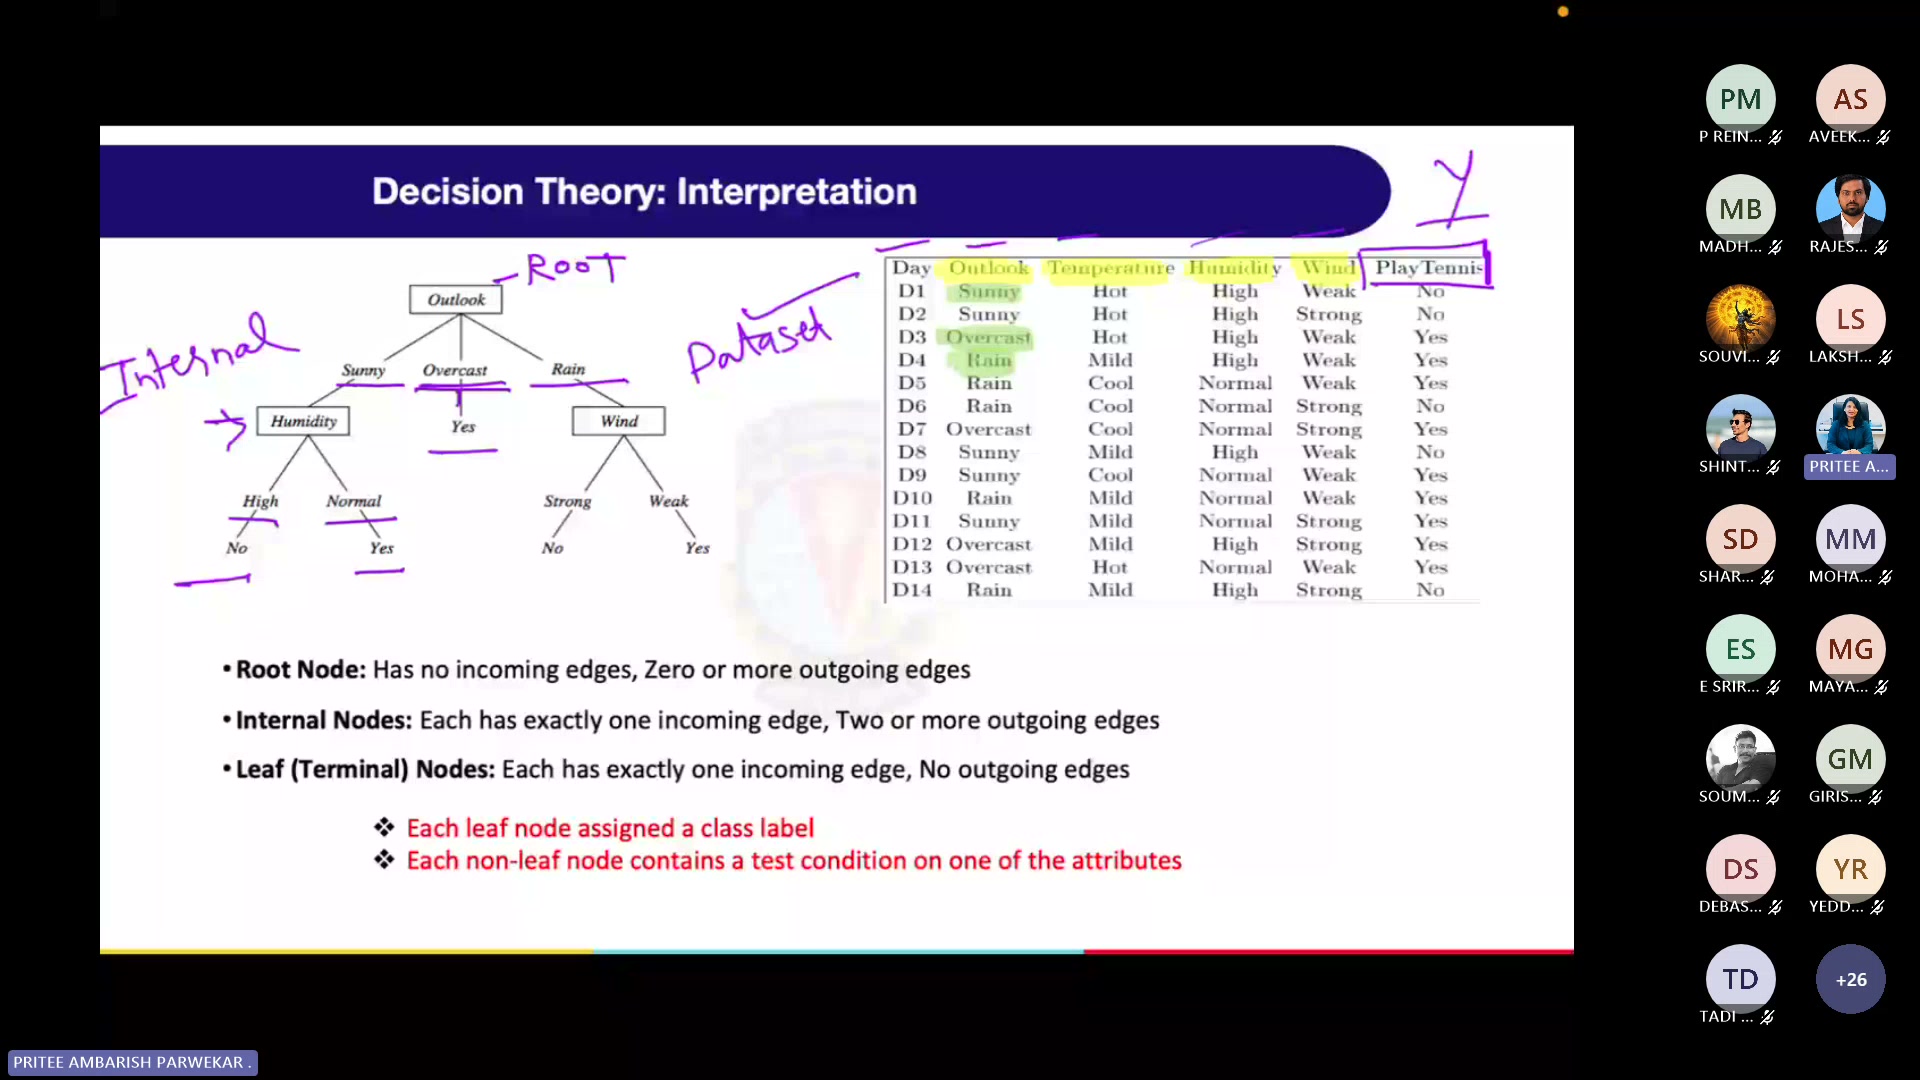 Decision Theory: Interpretation
Y
ROOT
Internal
Dataset
Outlook
Sunny Overcast Rain
Humidity Yes Wind
High Normal Strong Weak
No Yes No Yes
Day Outlook Temperature Humidity Wind PlayTennis
D1 Sunny Hot High Weak No
D2 Sunny Hot High Strong No
D3 Overcast Hot High Weak Yes
D4 Rain Mild High Weak Yes
D5 Rain Cool Normal Weak Yes
D6 Rain Cool Normal Strong No
D7 Overcast Cool Normal Strong Yes
D8 Sunny Mild High Weak No
D9 Sunny Cool Normal Weak Yes
D10 Rain Mild Normal Weak Yes
D11 Sunny Mild Normal Strong Yes
D12 Overcast Mild High Strong Yes
D13 Overcast Hot Normal Weak Yes
D14 Rain Mild High Strong No
• Root Node: Has no incoming edges, Zero or more outgoing edges
• Internal Nodes: Each has exactly one incoming edge, Two or more outgoing edges
• Leaf (Terminal) Nodes: Each has exactly one incoming edge, No outgoing edges
❖ Each leaf node assigned a class label
❖ Each non-leaf node contains a test condition on one of the attributes
PM AS
P REIN... AVEEK...
MB
MADH... RAJES...
LS
SOUVI... LAKSH...
SHINT... PRITEE A...
SD MM
SHAR... MOHA...
ES MG
E SRIR... MAYA...
GM
SOUM... GIRIS...
DS YR
DEBAS... YEDD...
TD +26
TADI ...
PRITEE AMBARISH PARWEKAR .